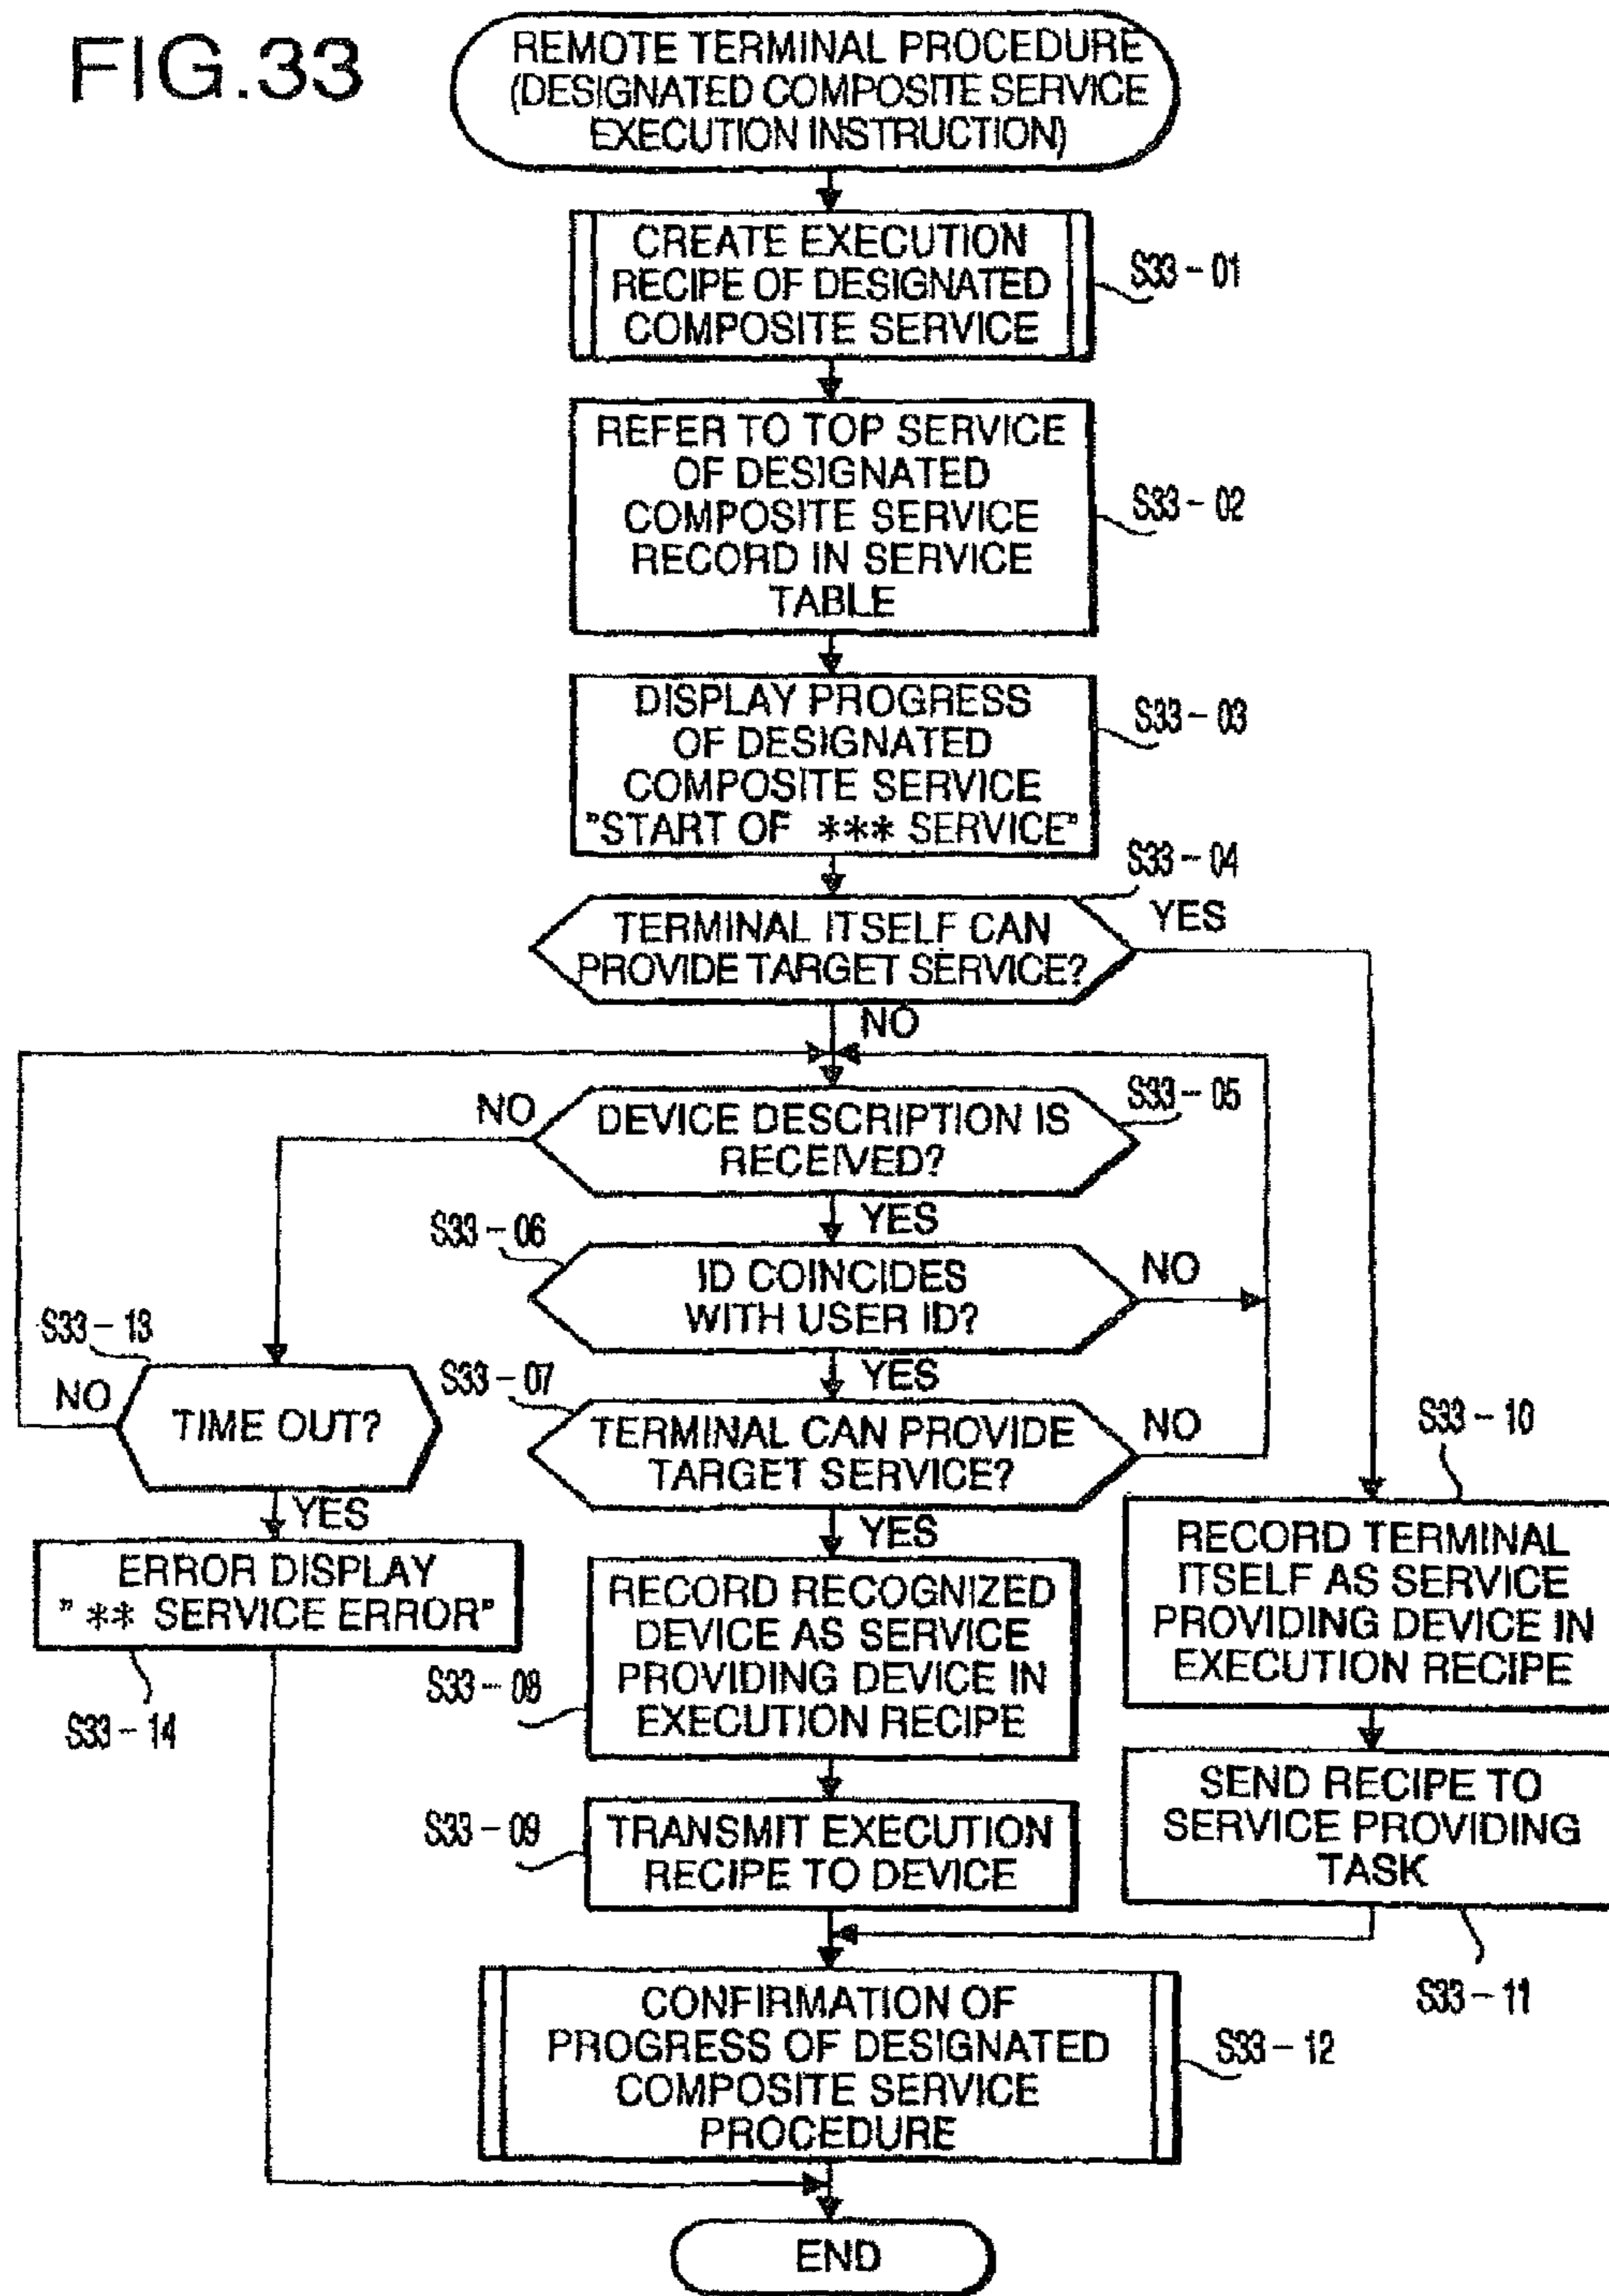 FIG.33
REMOTE TERMINAL PROCEDURE
(DESIGNATED COMPOSITE SERVICE
EXECUTION INSTRUCTION)
CREATE EXECUTION
RECIPE OF DESIGNATED
COMPOSITE SERVICE
S33-01
REFER TO TOP SERVICE
OF DESIGNATED
COMPOSITE SERVICE
RECORD IN SERVICE
TABLE
S33-02
DISPLAY PROGRESS
OF DESIGNATED
COMPOSITE SERVICE
"START OF *** SERVICE"
S33-03
S33-04
TERMINAL ITSELF CAN
PROVIDE TARGET SERVICE?
YES
NO
S33-05
DEVICE DESCRIPTION IS
RECEIVED?
NO
YES
S33-06
ID COINCIDES
WITH USER ID?
NO
YES
S33-13
TIME OUT?
NO
YES
S33-07
TERMINAL CAN PROVIDE
TARGET SERVICE?
NO
YES
S33-10
RECORD TERMINAL
ITSELF AS SERVICE
PROVIDING DEVICE IN
EXECUTION RECIPE
ERROR DISPLAY
" ** SERVICE ERROR"
S33-14
RECORD RECOGNIZED
DEVICE AS SERVICE
PROVIDING DEVICE IN
EXECUTION RECIPE
S33-08
S33-09
TRANSMIT EXECUTION
RECIPE TO DEVICE
SEND RECIPE TO
SERVICE PROVIDING
TASK
S33-11
CONFIRMATION OF
PROGRESS OF DESIGNATED
COMPOSITE SERVICE
PROCEDURE
S33-12
END